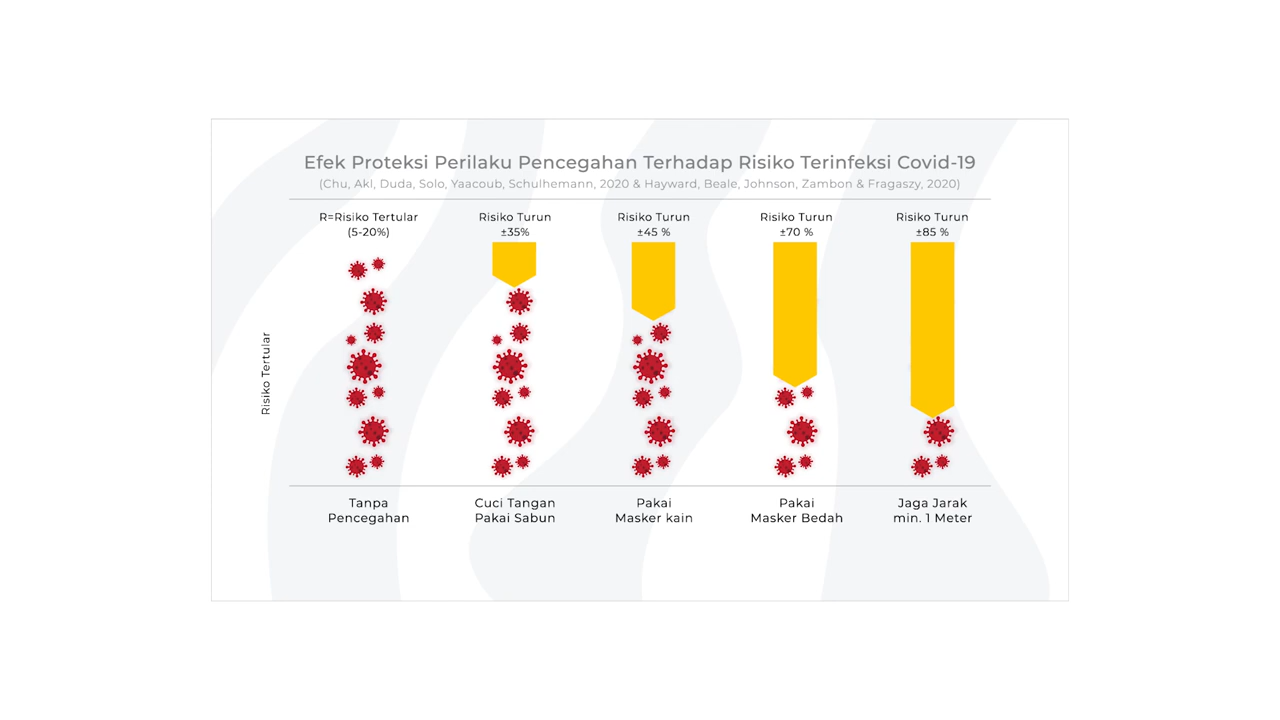 Efek Proteksi Perilaku Pencegahan Terhadap Risiko Terinfeksi Covid-19
(Chu, Akl, Duda, Solo, Yaacoub, Schulhemann, 2020 & Hayward, Beale, Johnson, Zambon & Fragaszy, 2020)
R=Risiko Tertular
(5-20%)
Risiko Turun
±35%
Risiko Turun
±45 %
Risiko Turun
±70 %
Risiko Turun
±85 %
Risiko Tertular
Tanpa
Pencegahan
Cuci Tangan
Pakai Sabun
Pakai
Masker kain
Pakai
Masker Bedah
Jaga Jarak
min. 1 Meter